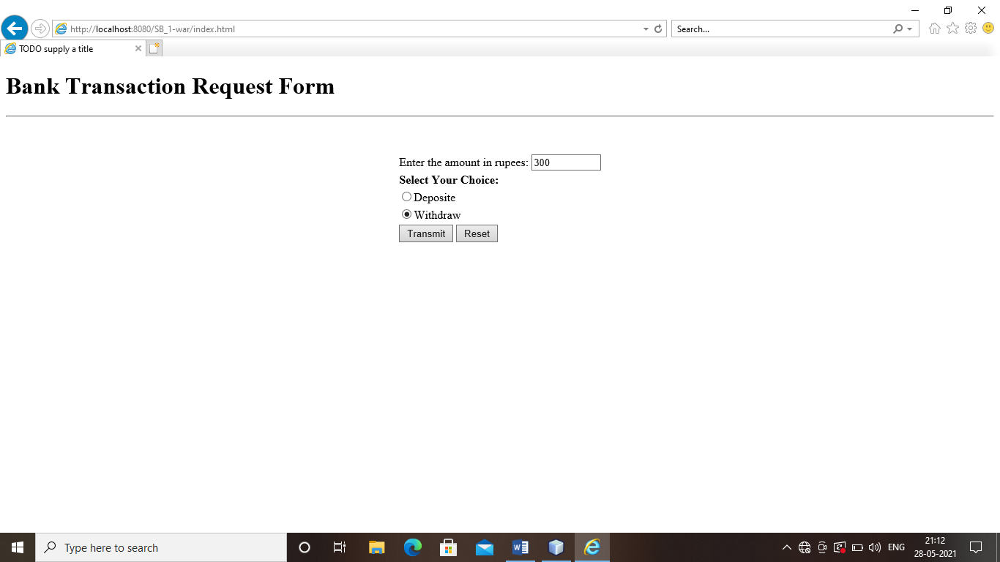 http://localhost:8080/SB_1-war/index.html
Search...
TODO supply a title
Bank Transaction Request Form
Enter the amount in rupees: 300
Select Your Choice:
Deposite
Withdraw
Transmit Reset
Type here to search
ENG
21:12
28-05-2021